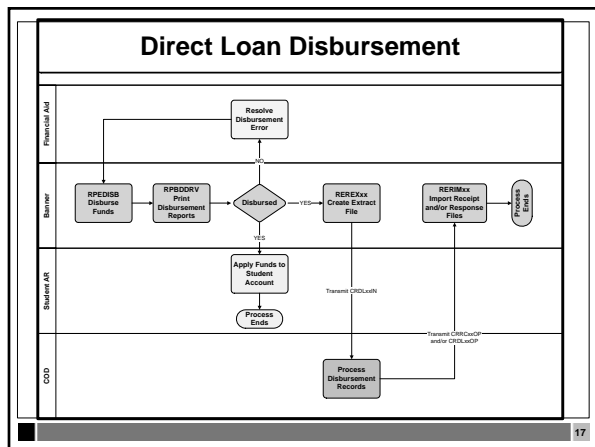 Direct Loan Disbursement
Financial Aid
Resolve
Disbursement
Error
NO
Banner
RPEDISB
Disburse
Funds
RPBDDRV
Print
Disbursement
Reports
Disbursed
YES
REREXxx
Create Extract
File
RERIMxx
Import Receipt
and/or Response
Files
Process
Ends
YES
Student AR
Apply Funds to
Student
Account
Process
Ends
Transmit CRDLxxIN
Transmit CRRCxxOP
and/or CRDLxxOP
COD
Process
Disbursement
Records
17